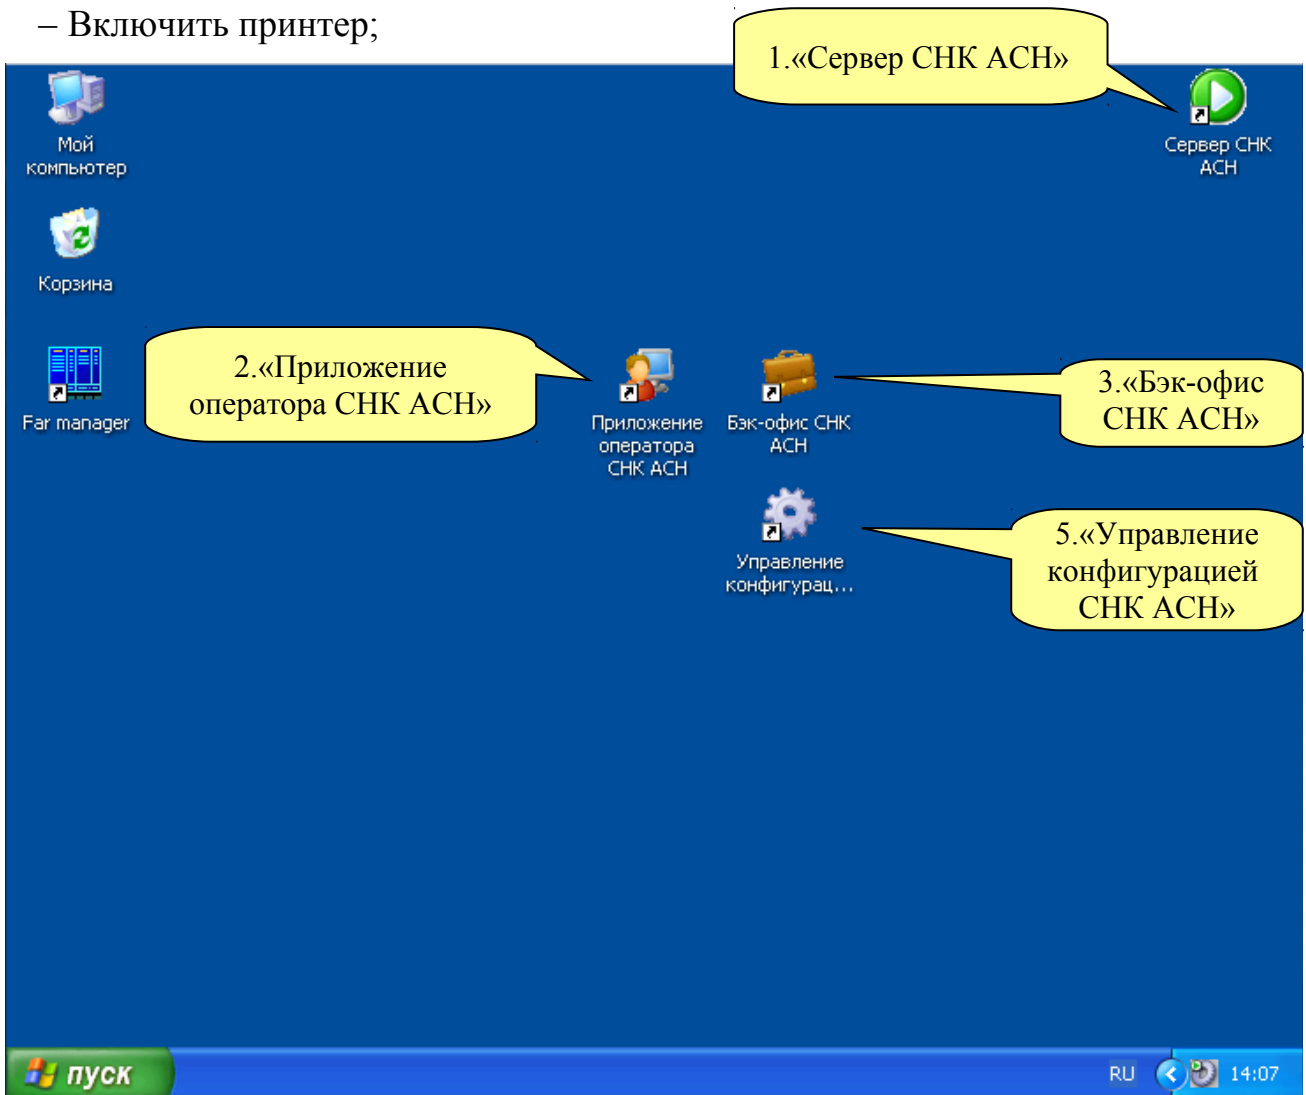 – Включить принтер;
1.«Сервер СНК АСН»
Мой
компьютер
Сервер СНК
АСН
Корзина
2.«Приложение
оператора СНК АСН»
3.«Бэк-офис
СНК АСН»
Far manager
Приложение
оператора
СНК АСН
Бэк-офис СНК
АСН
5.«Управление
конфигурацией
СНК АСН»
Управление
конфигурац...
пуск
RU
14:07